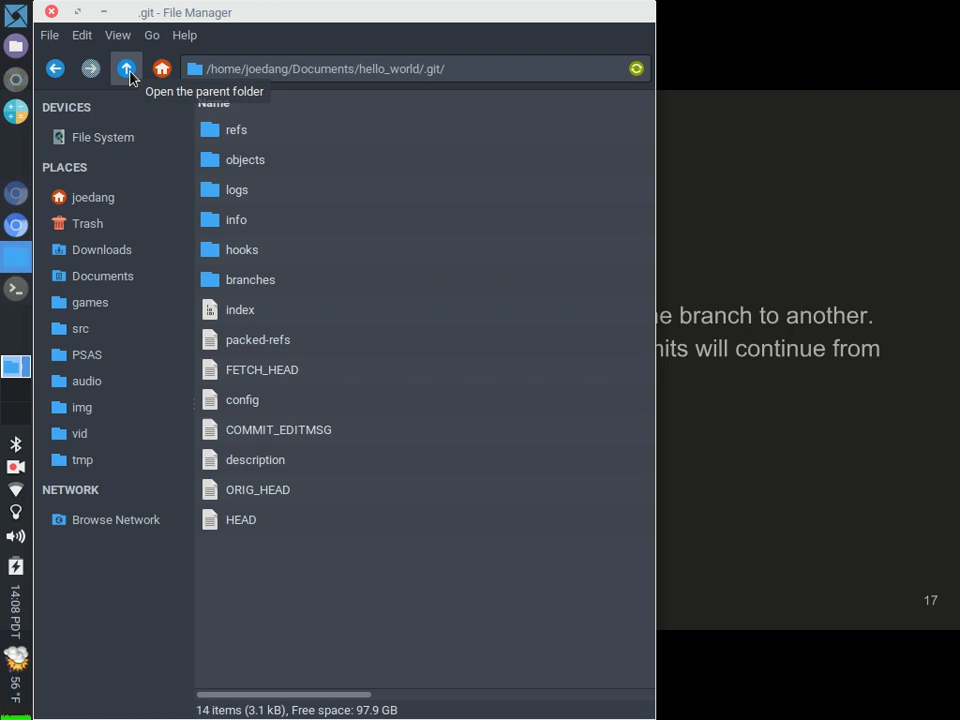 .git - File Manager
File Edit View Go Help
/home/joedang/Documents/hello_world/.git/
Open the parent folder
DEVICES
File System
PLACES
joedang
Trash
Downloads
Documents
games
src
PSAS
audio
img
vid
tmp
NETWORK
Browse Network
Name
refs
objects
logs
info
hooks
branches
index
packed-refs
FETCH_HEAD
config
COMMIT_EDITMSG
description
ORIG_HEAD
HEAD
14 items (3.1 kB), Free space: 97.9 GB
branch to another.
will continue from
17
14:08 PDT
56 °F